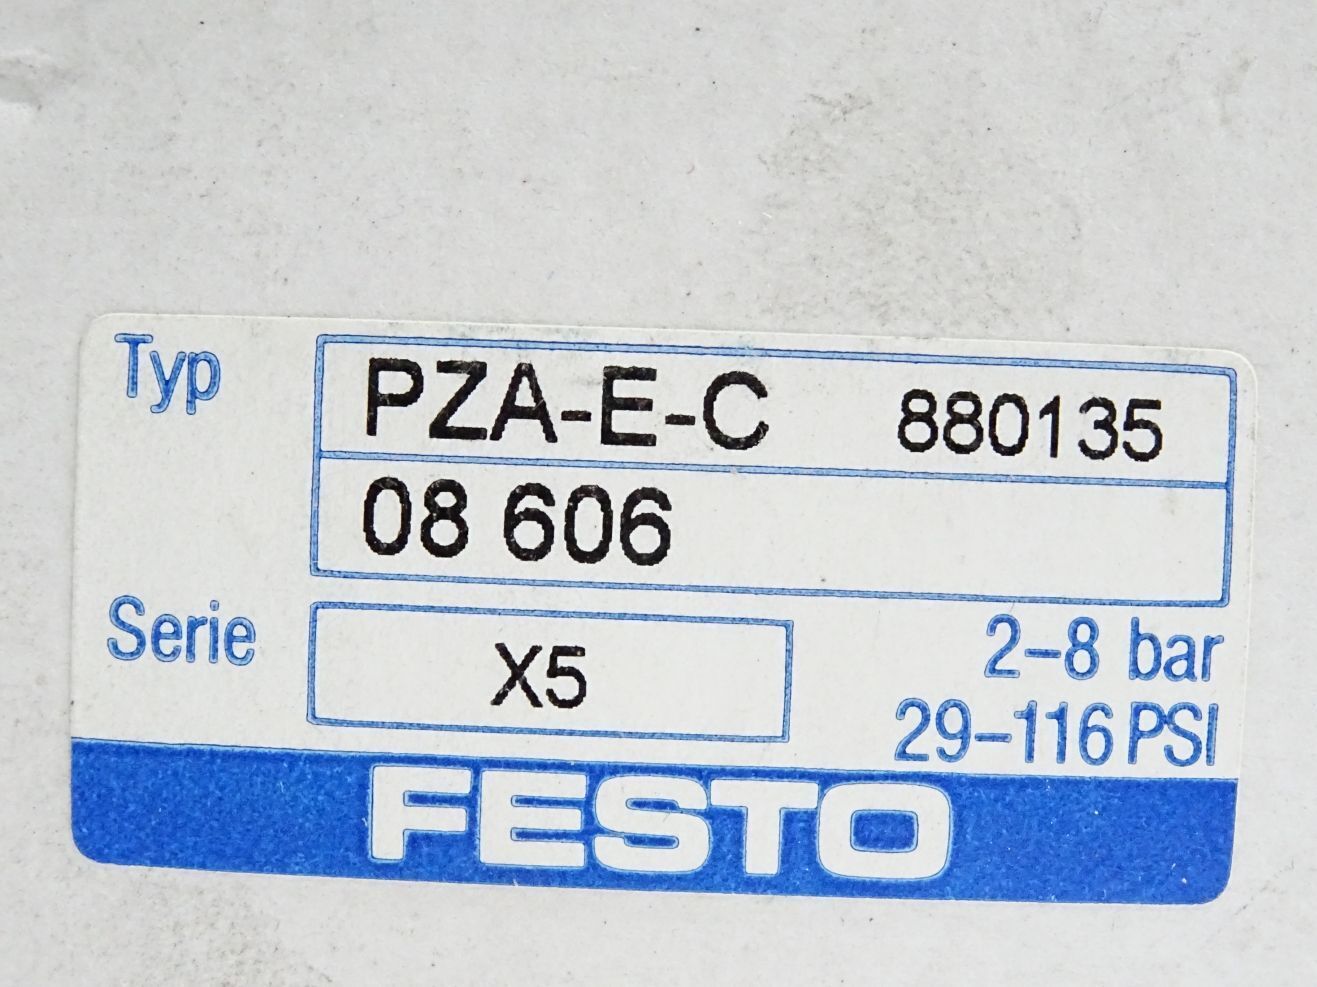 Typ PZA-E-C 880135
08 606
Serie X5 2-8 bar
29-116 PSI
FESTO